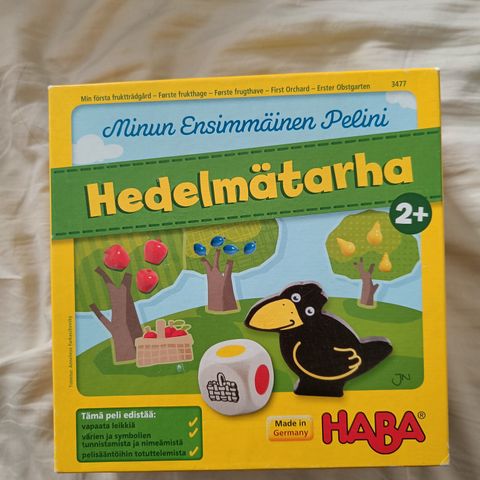 Min första fruktträdgård – Første frukthage – Første frugthave – First Orchard – Erster Obstgarten
3477
Minun Ensimmäinen Pelini
Hedelmätarha
2+
JN
Tämä peli edistää:
vapaata leikkiä
värien ja symbolien
tunnistamista ja nimeämistä
pelisääntöihin totuttelemista
Made in
Germany
HABA®